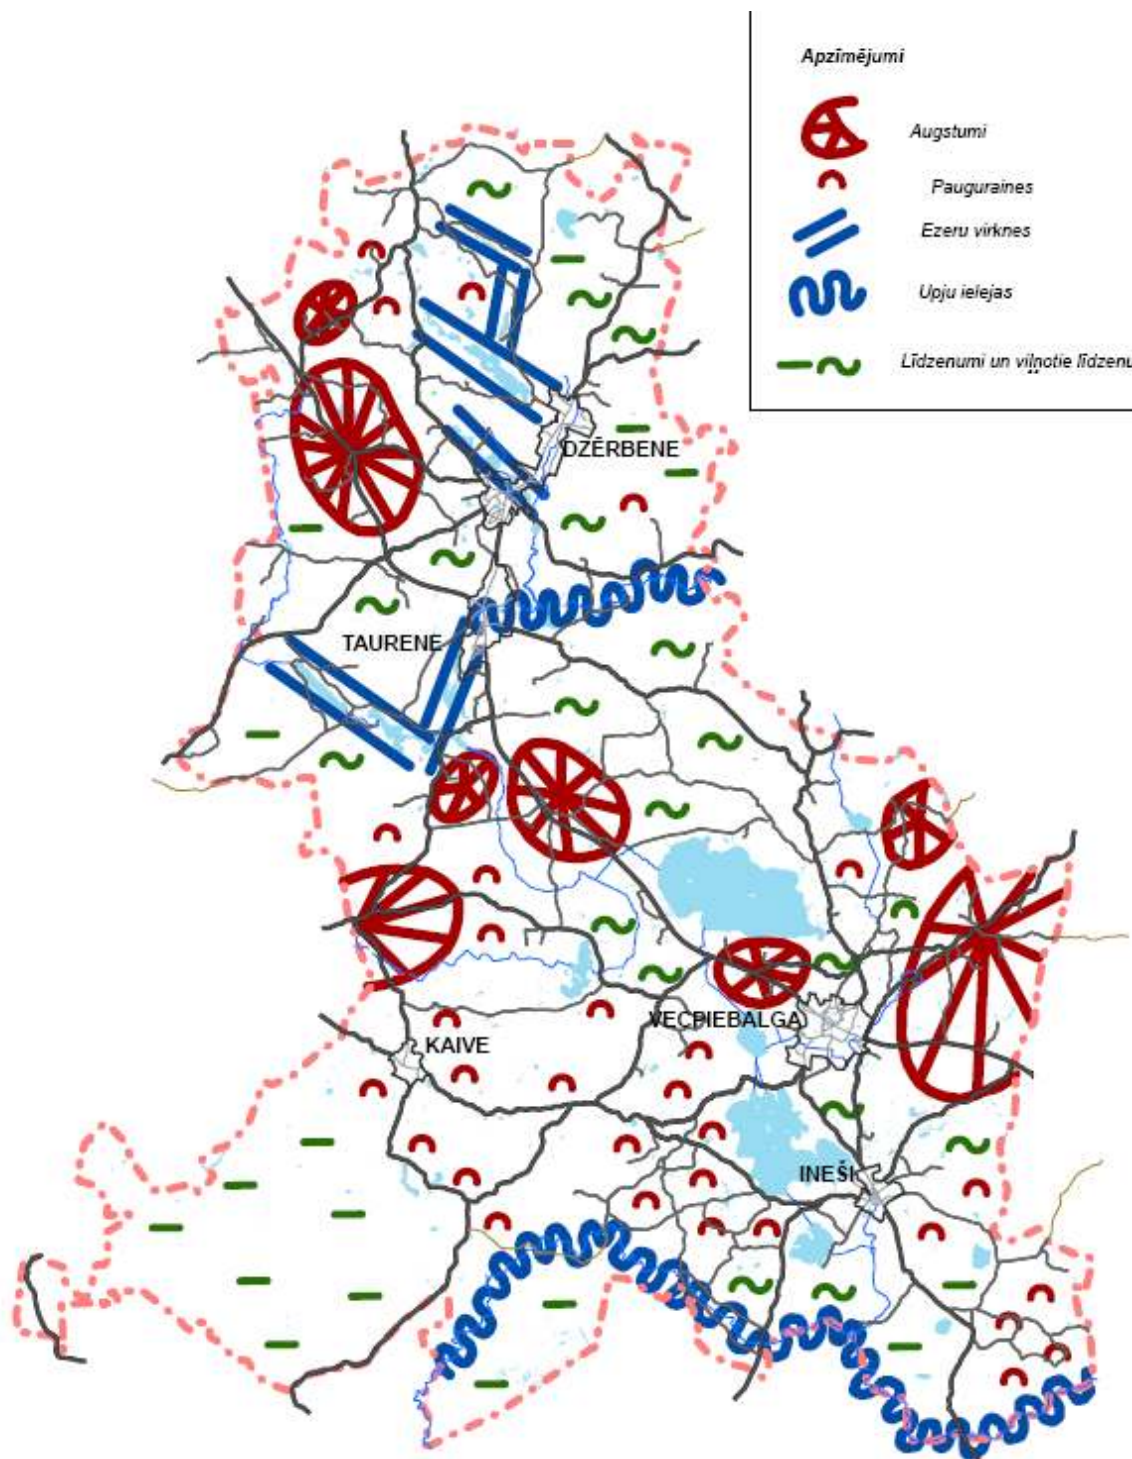 Apzīmējumi
Augstumi
Pauguraines
Ezeru virknes
Upju ielejas
Līdzenumi un viļņotie līdzenu
DZĒRBENE
TAURENE
VECPIEBALGA
KAIVE
INEŠI